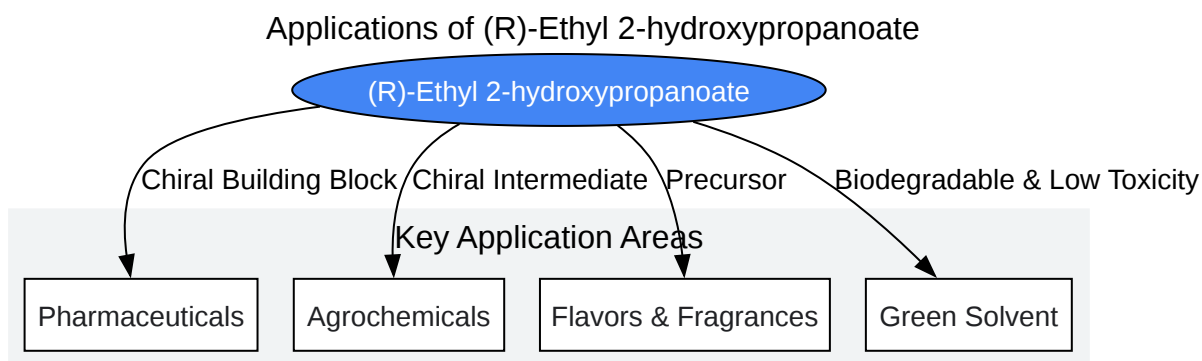 Applications of (R)-Ethyl 2-hydroxypropanoate
(R)-Ethyl 2-hydroxypropanoate
Chiral Building Block
Chiral Intermediate
Precursor
Biodegradable & Low Toxicity
Key Application Areas
Pharmaceuticals
Agrochemicals
Flavors & Fragrances
Green Solvent